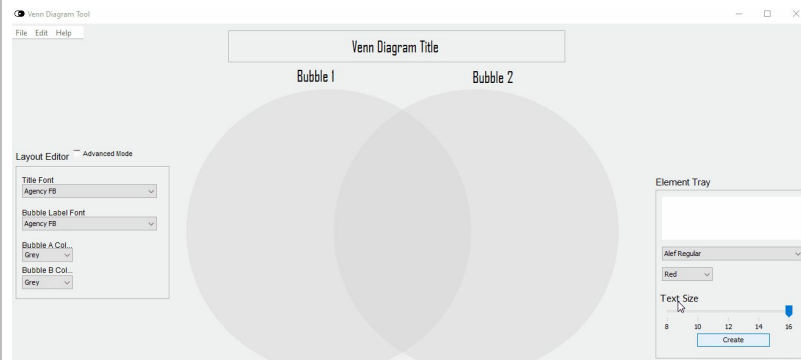 Venn Diagram Tool
File Edit Help
Venn Diagram Title
Bubble 1 Bubble 2
Layout Editor Advanced Mode
Title Font
Agency FB
Bubble Label Font
Agency FB
Bubble A Col...
Grey
Bubble B Col...
Grey
Element Tray
Alef Regular
Red
Text Size
8 10 12 14 16
Create